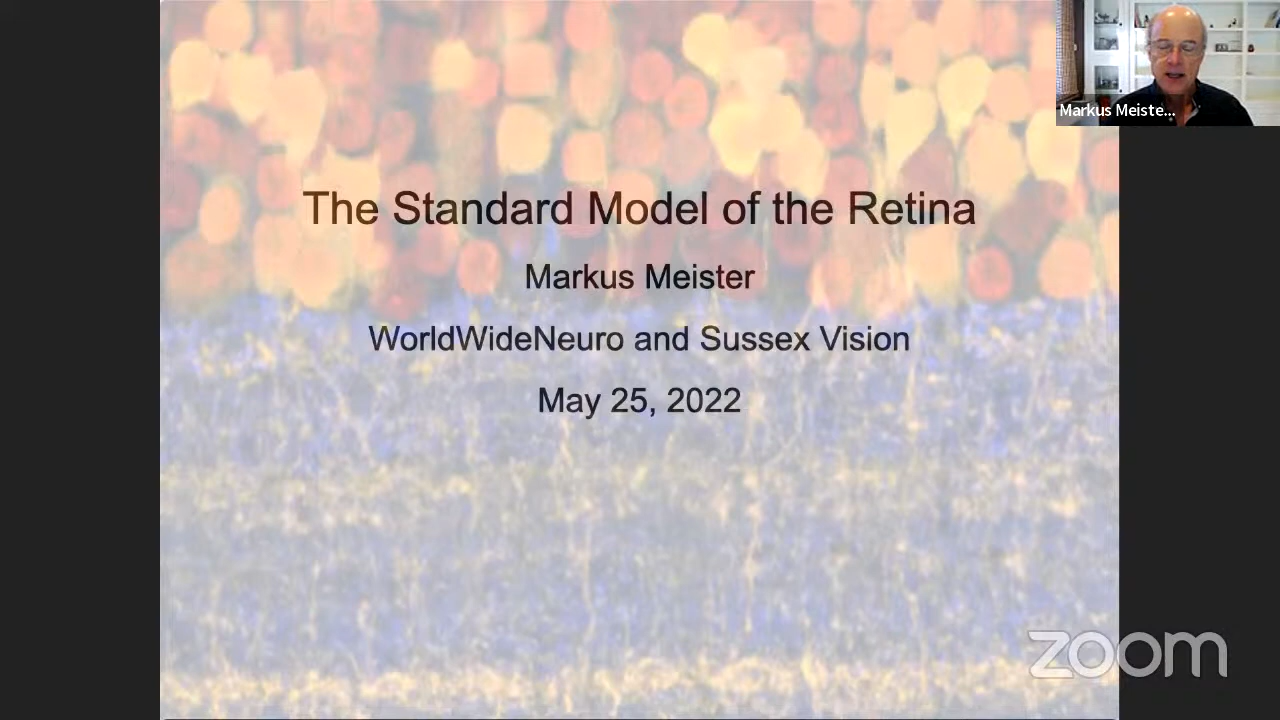 Markus Meiste...
The Standard Model of the Retina
Markus Meister
WorldWideNeuro and Sussex Vision
May 25, 2022
zoom